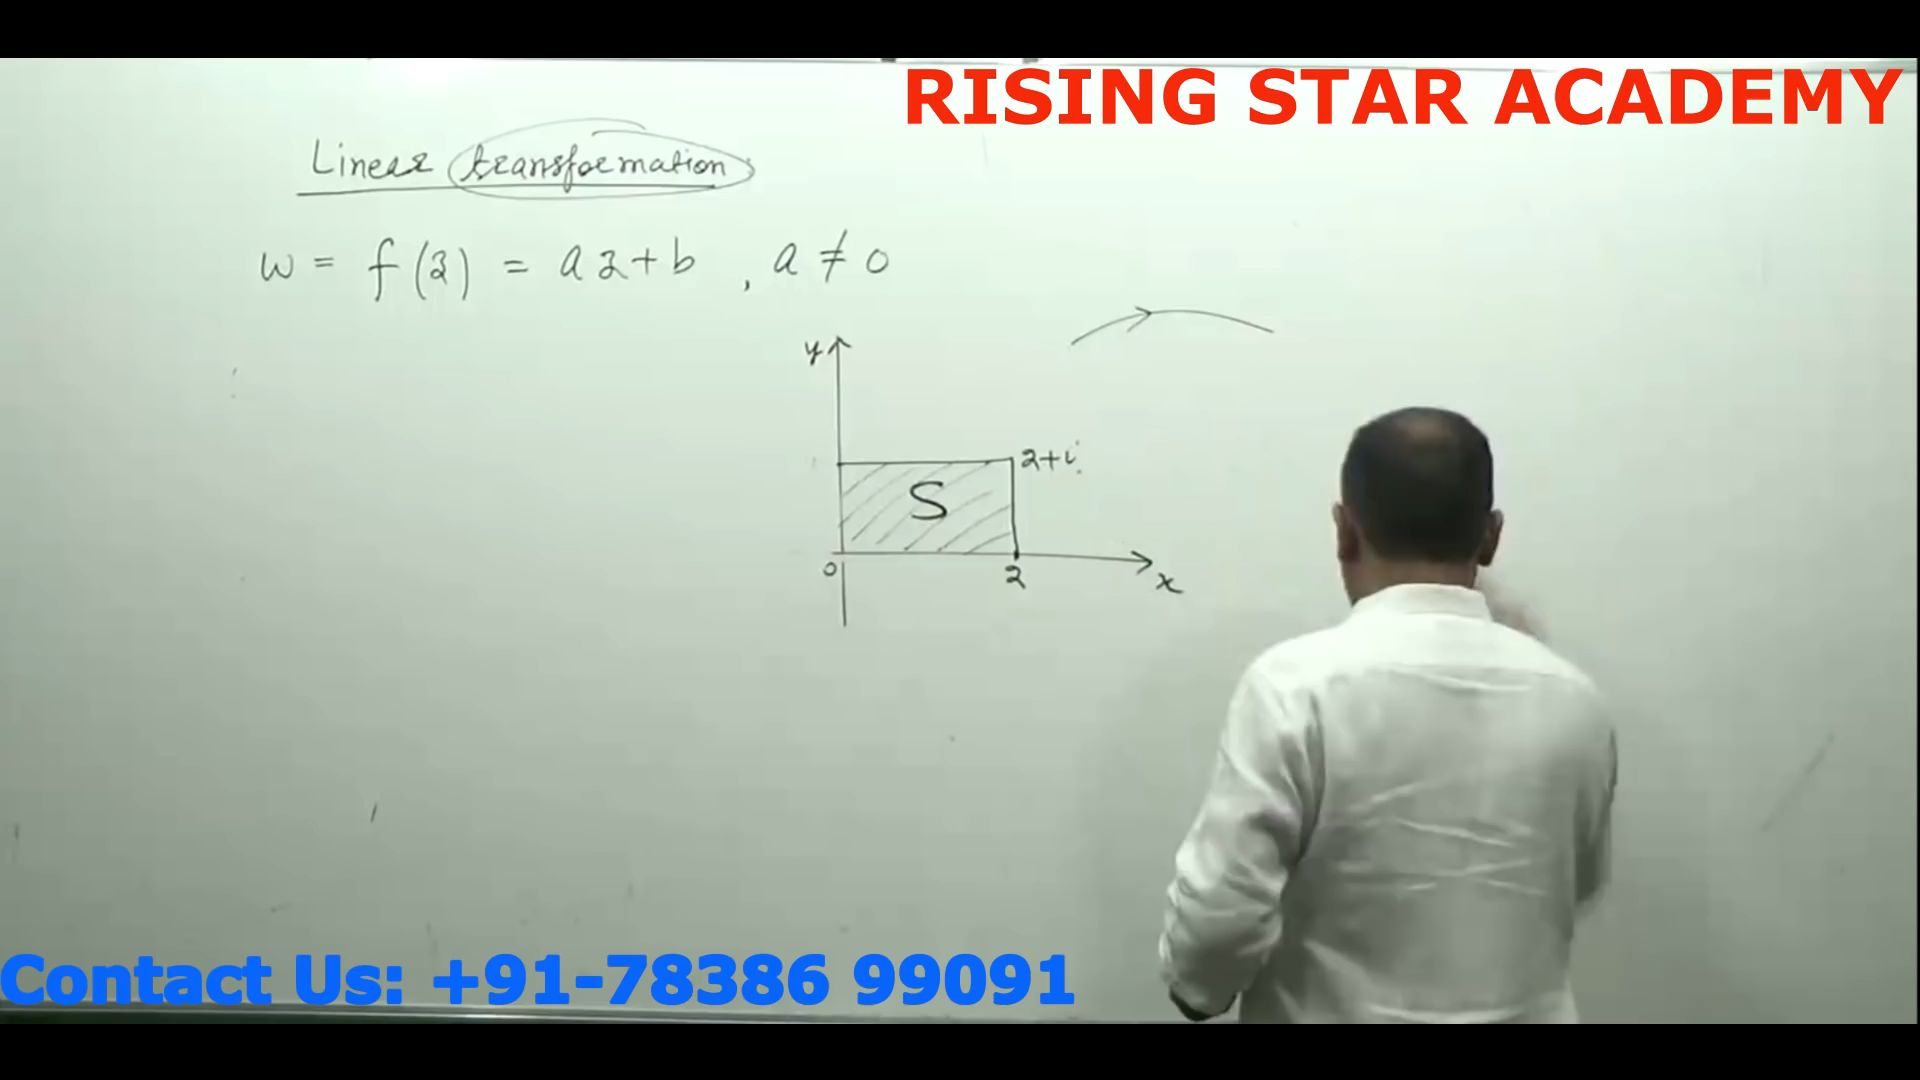 RISING STAR ACADEMY
Linear transformation
w = f(z) = az+b , a ≠ 0
y
2+i
S
0
2
x
Contact Us: +91-78386 99091